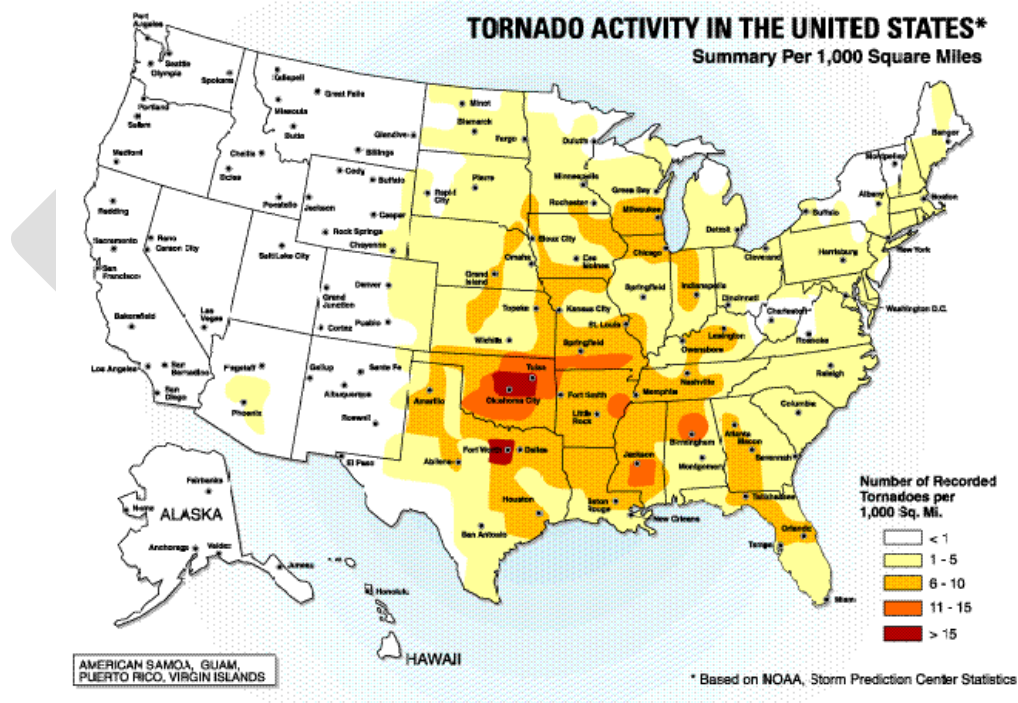 TORNADO ACTIVITY IN THE UNITED STATES*
Summary Per 1,000 Square Miles
Port
Angeles
Seattle
Olympia
Spokane
Kalispell
Great Falls
Missoula
Butte
Portland
Salem
Medford
Glendive
Billings
Minot
Bismarck
Fargo
Duluth
Bangor
Montpelier
Cody
Buffalo
Rapid
City
Pierre
Minneapolis
Rochester
Green Bay
Milwaukee
Albany
Boston
Buffalo
Pocatello
Jackson
Casper
Redding
Rock Springs
Cheyenne
Sioux City
Omaha
Des
Moines
Chicago
Detroit
Cleveland
Harrisburg
New York
Reno
Carson City
Salt Lake City
Sacramento
San
Francisco
Grand
Junction
Denver
Grand
Island
Springfield
Indianapolis
Cincinnati
Washington D.C.
Charleston
Roanoke
Bakersfield
Las
Vegas
Cortez
Pueblo
Topeka
Kansas City
St. Louis
Lexington
Owensboro
Wichita
Springfield
Los Angeles
San
Bernadino
San
Diego
Flagstaff
Gallup
Santa Fe
Albuquerque
Phoenix
Roswell
Amarillo
Tulsa
Oklahoma City
Fort Smith
Little
Rock
Memphis
Nashville
Raleigh
Columbia
Birmingham
Atlanta
Macon
Savannah
Montgomery
Jackson
El Paso
Abilene
Fort Worth
Dallas
Houston
San Antonio
Baton
Rouge
New Orleans
Tallahassee
Orlando
Tampa
Miami
Fairbanks
Nome
ALASKA
Anchorage
Valdez
Juneau
Honolulu
HAWAII
Number of Recorded
Tornadoes per
1,000 Sq. Mi.
< 1
1 - 5
6 - 10
11 - 15
> 15
AMERICAN SAMOA, GUAM,
PUERTO RICO, VIRGIN ISLANDS
* Based on NOAA, Storm Prediction Center Statistics